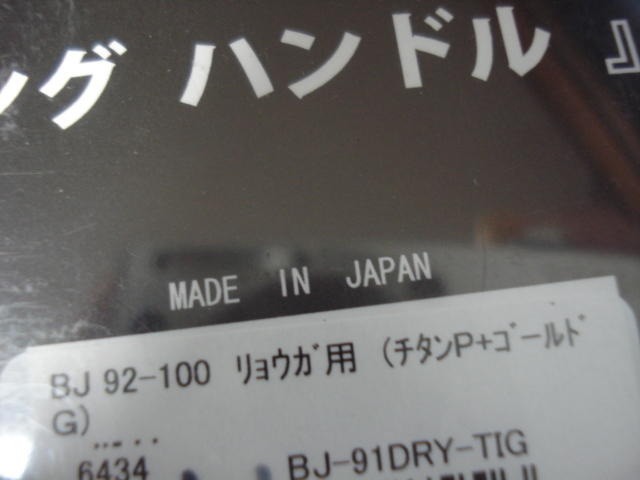 ング ハンドル 』
MADE IN JAPAN
BJ 92-100 ﾘｮｳｶﾞ用 (ﾁﾀﾝP+ｺﾞｰﾙﾄﾞ
G)
6434 BJ-91DRY-TIG